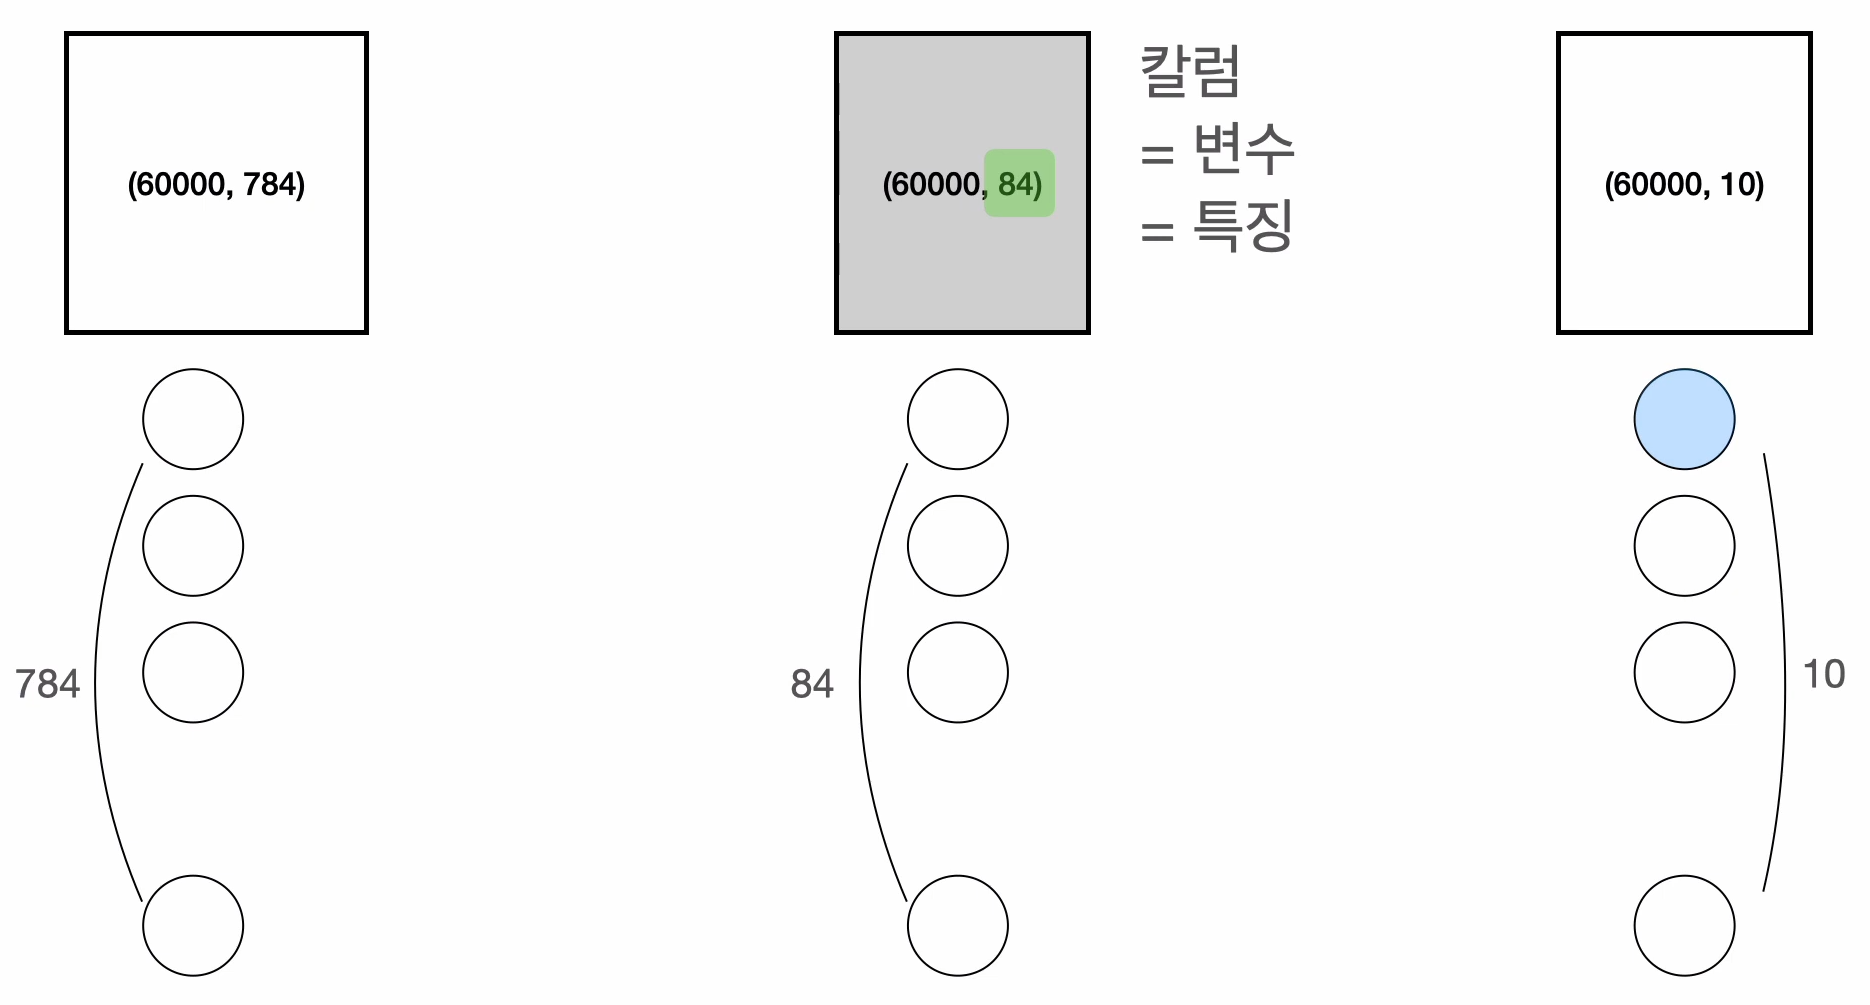 (60000, 784)
(60000, 84)
칼럼
= 변수
= 특징
(60000, 10)
784
84
10